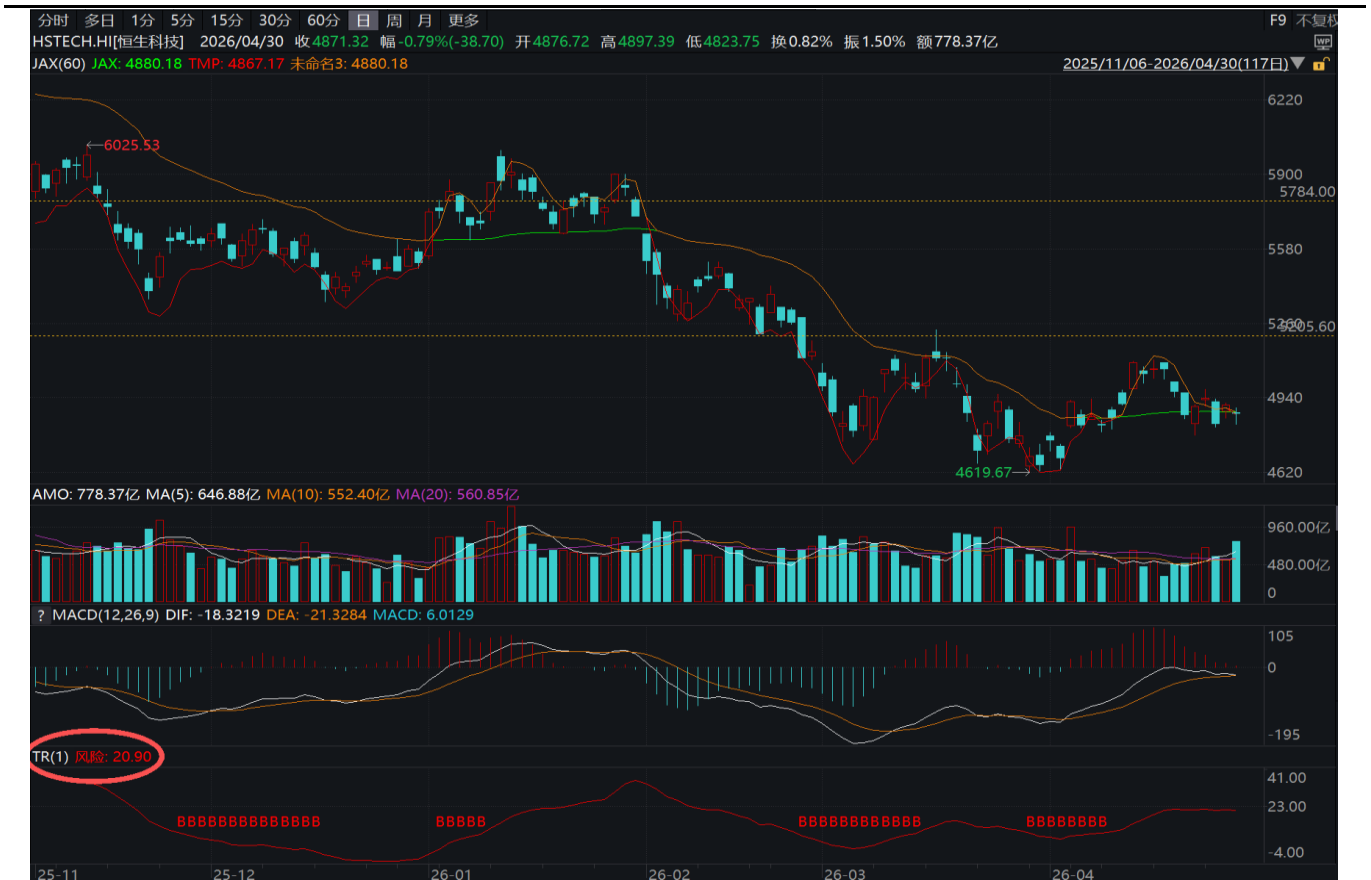 分时 多日 1分 5分 15分 30分 60分 日 周 月 更多 F9 不复权
HSTECH.HI[恒生科技] 2026/04/30 收4871.32 幅-0.79%(-38.70) 开4876.72 高4897.39 低4823.75 换0.82% 振1.50% 额778.37亿 WP
JAX(60) JAX: 4880.18 TMP: 4867.17 未命名3: 4880.18 2025/11/06-2026/04/30(117日)
6220
6025.53
5900
5784.00
5580
5260
5205.60
4940
4619.67
4620
AMO: 778.37亿 MA(5): 646.88亿 MA(10): 552.40亿 MA(20): 560.85亿
960.00亿
480.00亿
0
? MACD(12,26,9) DIF: -18.3219 DEA: -21.3284 MACD: 6.0129
105
0
-195
TR(1) 风险: 20.90
41.00
23.00
BBBBBBBBBBBBBB BBBBB BBBBBBBBBBBB BBBBBBBB
-4.00
25-11 25-12 26-01 26-02 26-03 26-04